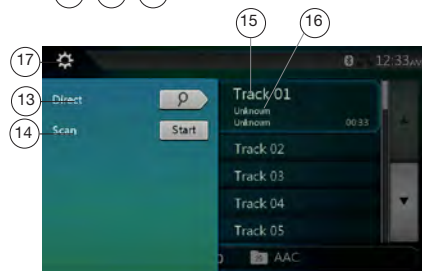 15 16
17 12:33AM
13 Direct Track 01
Unknown
Unknown 00:33
14 Scan Start
Track 02
Track 03
Track 04
Track 05
AAC